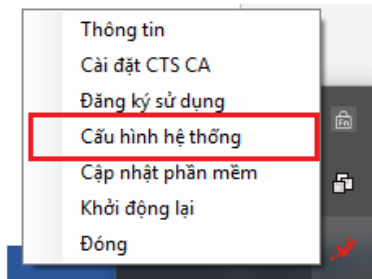 Thông tin
Cài đặt CTS CA
Đăng ký sử dụng
Cấu hình hệ thống
Cập nhật phần mềm
Khởi động lại
Đóng
Fn